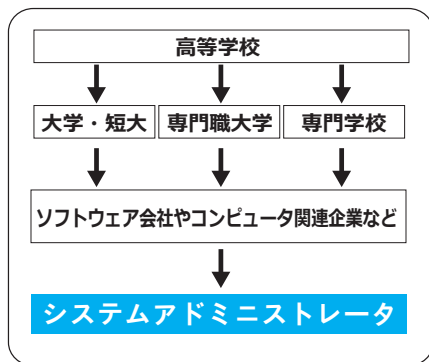 高等学校
大学・短大
専門職大学
専門学校
ソフトウェア会社やコンピュータ関連企業など
システムアドミニストレータ